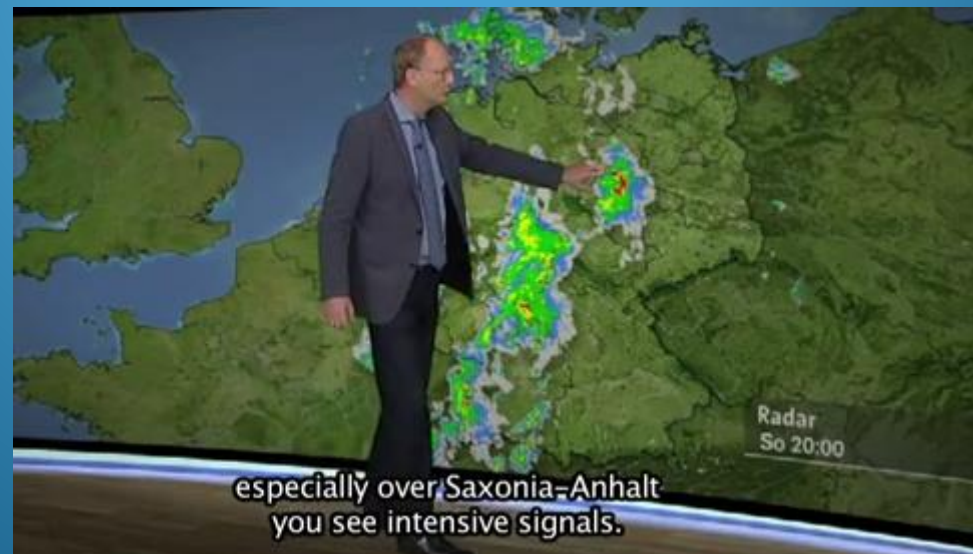 Radar
So 20:00
especially over Saxonia-Anhalt
you see intensive signals.